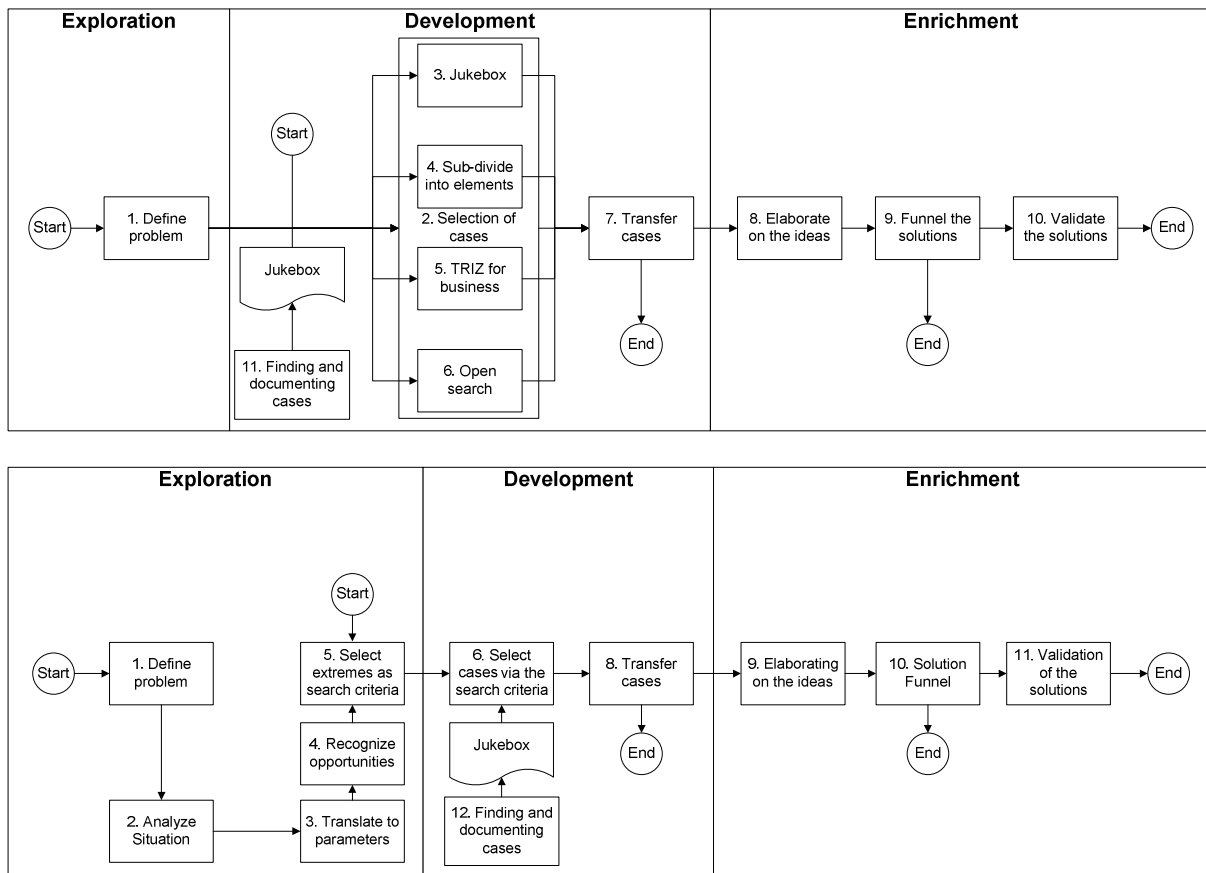 Exploration
Development
Enrichment
3. Jukebox
Start
4. Sub-divide
into elements
Start
1. Define
problem
2. Selection of
cases
7. Transfer
cases
8. Elaborate
on the ideas
9. Funnel the
solutions
10. Validate
the solutions
End
Jukebox
5. TRIZ for
business
End
End
11. Finding and
documenting
cases
6. Open
search
Exploration
Development
Enrichment
Start
Start
1. Define
problem
5. Select
extremes as
search criteria
6. Select
cases via the
search criteria
8. Transfer
cases
9. Elaborating
on the ideas
10. Solution
Funnel
11. Validation
of the
solutions
End
4. Recognize
opportunities
Jukebox
End
End
2. Analyze
Situation
3. Translate to
parameters
12. Finding and
documenting
cases